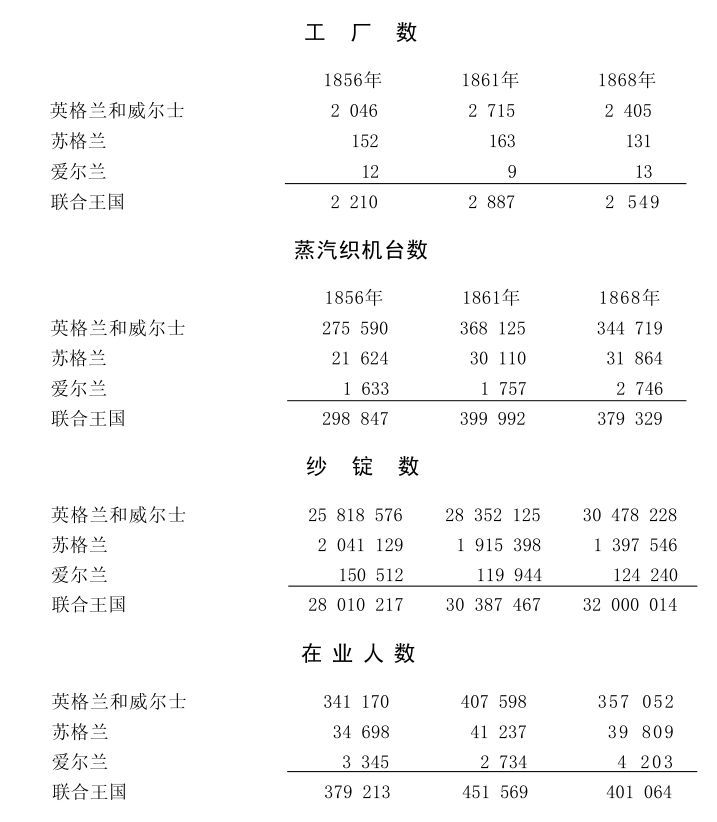 工 厂 数
1856年 1861年 1868年
英格兰和威尔士 2 046 2 715 2 405
苏格兰 152 163 131
爱尔兰 12 9 13
联合王国 2 210 2 887 2 549
蒸汽织机台数
1856年 1861年 1868年
英格兰和威尔士 275 590 368 125 344 719
苏格兰 21 624 30 110 31 864
爱尔兰 1 633 1 757 2 746
联合王国 298 847 399 992 379 329
纱 锭 数
英格兰和威尔士 25 818 576 28 352 125 30 478 228
苏格兰 2 041 129 1 915 398 1 397 546
爱尔兰 150 512 119 944 124 240
联合王国 28 010 217 30 387 467 32 000 014
在 业 人 数
英格兰和威尔士 341 170 407 598 357 052
苏格兰 34 698 41 237 39 809
爱尔兰 3 345 2 734 4 203
联合王国 379 213 451 569 401 064